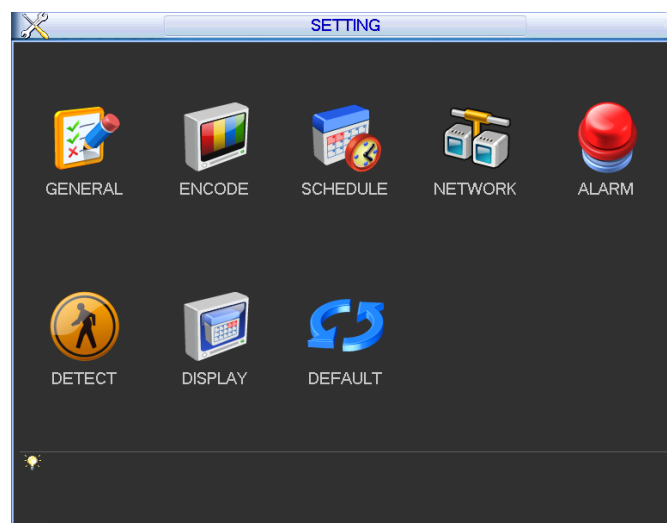 SETTING
GENERAL ENCODE SCHEDULE NETWORK ALARM
DETECT DISPLAY DEFAULT